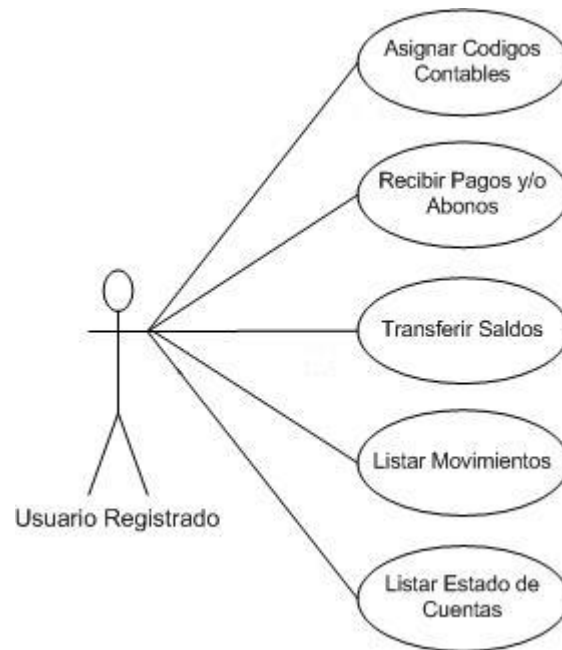 Asignar Codigos
Contables
Recibir Pagos y/o
Abonos
Transferir Saldos
Listar Movimientos
Usuario Registrado
Listar Estado de
Cuentas